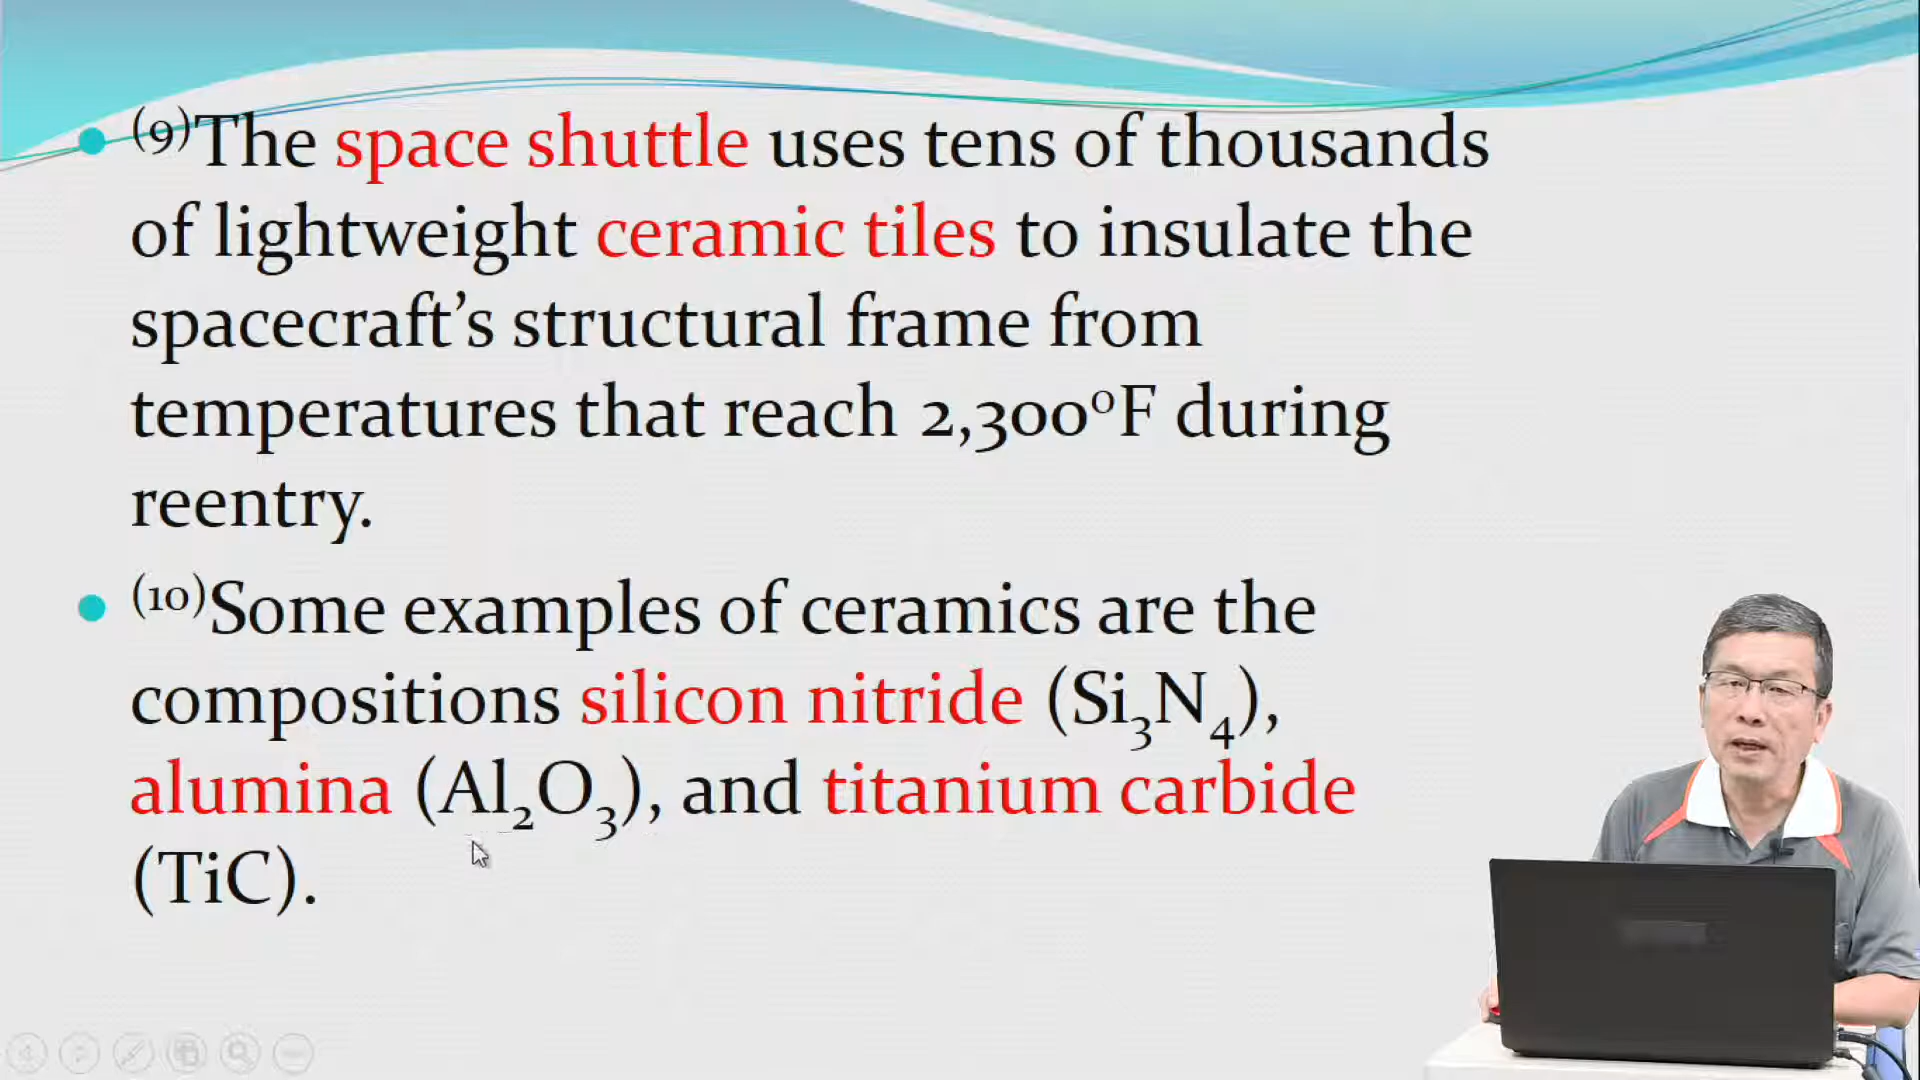 (9)The space shuttle uses tens of thousands
of lightweight ceramic tiles to insulate the
spacecraft’s structural frame from
temperatures that reach 2,300⁰F during
reentry.
(10)Some examples of ceramics are the
compositions silicon nitride (Si₃N₄),
alumina (Al₂O₃), and titanium carbide
(TiC).